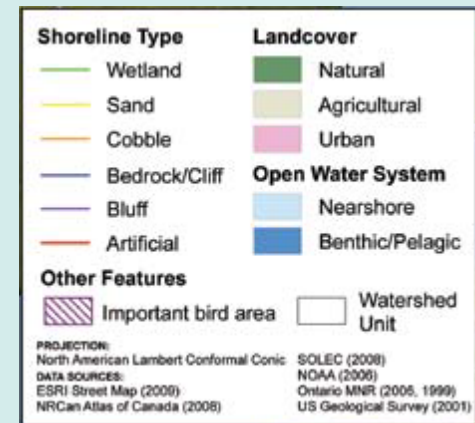 Shoreline Type
Wetland
Sand
Cobble
Bedrock/Cliff
Bluff
Artificial
Landcover
Natural
Agricultural
Urban
Open Water System
Nearshore
Benthic/Pelagic
Other Features
Important bird area
Watershed
Unit
PROJECTION:
North American Lambert Conformal Conic
DATA SOURCES:
ESRI Street Map (2009)
NRCan Atlas of Canada (2008)
SOLEC (2008)
NOAA (2006)
Ontario MNR (2006, 1999)
US Geological Survey (2001)